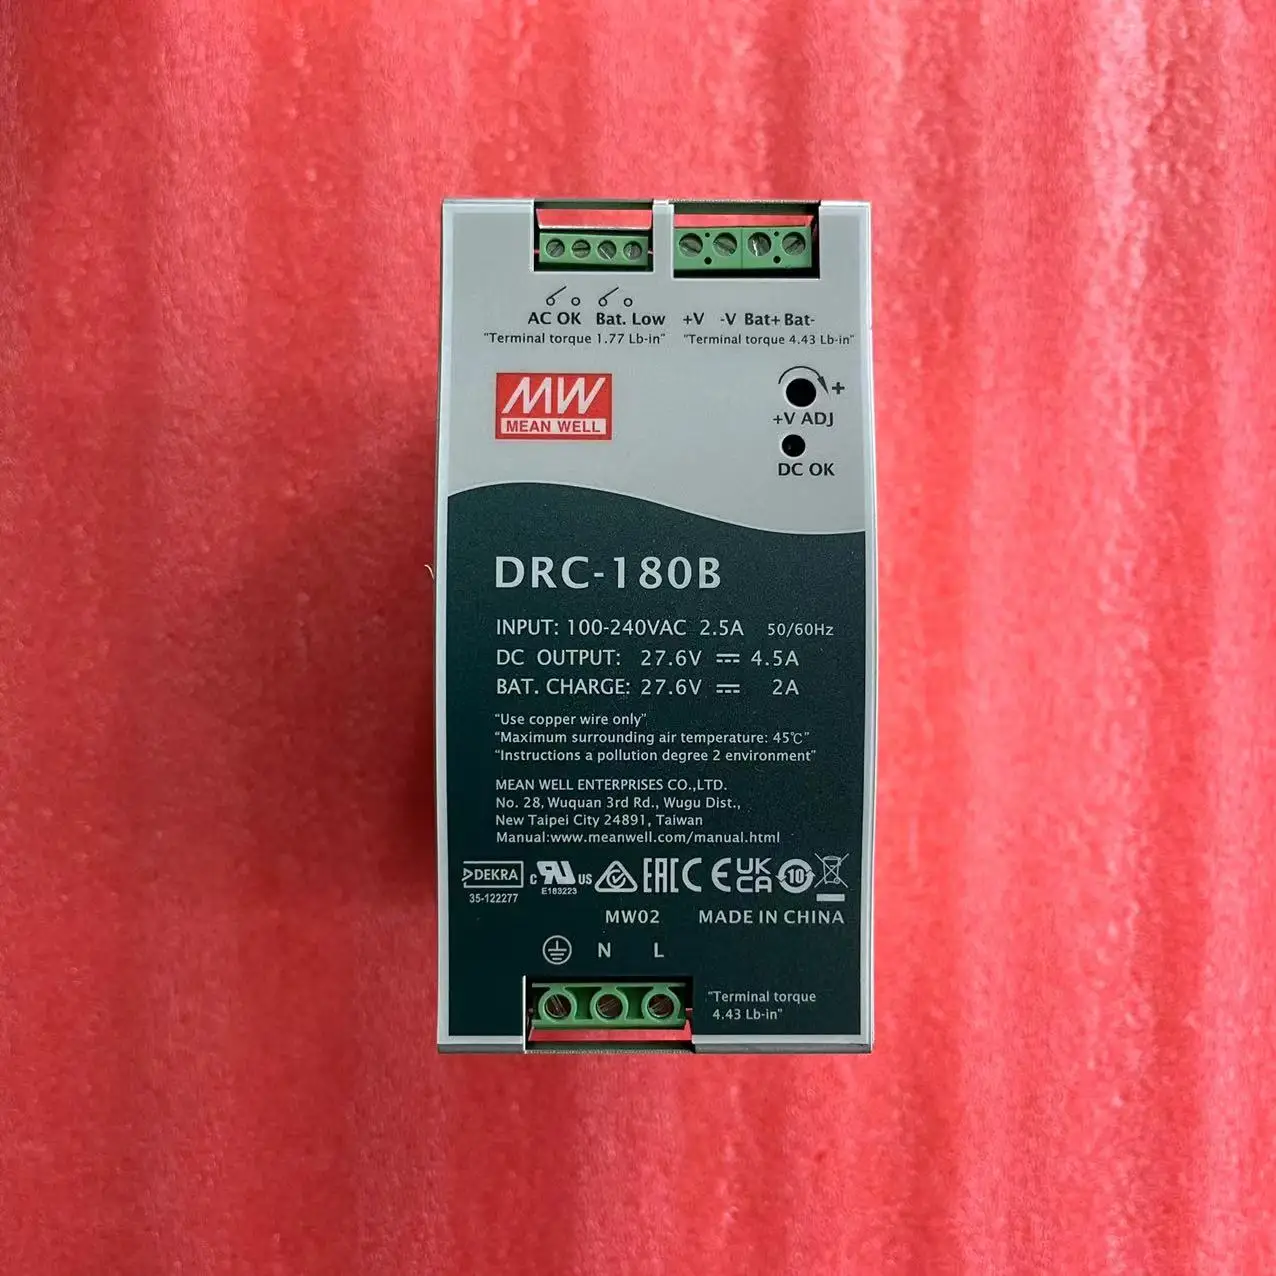 AC OK Bat. Low +V -V Bat+ Bat-
"Terminal torque 1.77 Lb-in" "Terminal torque 4.43 Lb-in"
MW
MEAN WELL
+
+V ADJ
DC OK
DRC-180B
INPUT: 100-240VAC 2.5A 50/60Hz
DC OUTPUT: 27.6V ⎓ 4.5A
BAT. CHARGE: 27.6V ⎓ 2A
"Use copper wire only"
"Maximum surrounding air temperature: 45℃"
"Instructions a pollution degree 2 environment"
MEAN WELL ENTERPRISES CO.,LTD.
No. 28, Wuquan 3rd Rd., Wugu Dist.,
New Taipei City 24891, Taiwan
Manual:www.meanwell.com/manual.html
DEKRA c UL US EAC CE UK CA 10
35-122277 E183223
MW02 MADE IN CHINA
N L
"Terminal torque
4.43 Lb-in"